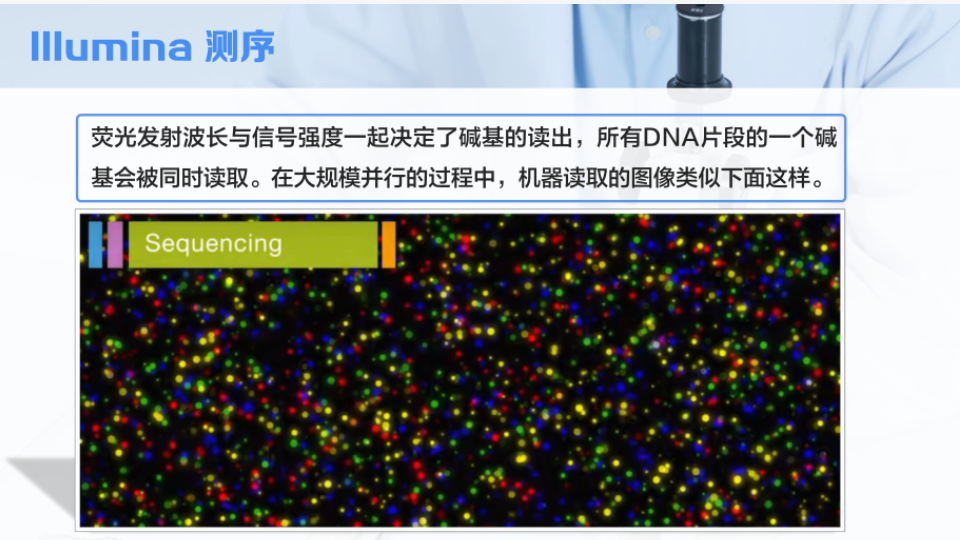 Illumina 测序
荧光发射波长与信号强度一起决定了碱基的读出，所有DNA片段的一个碱
基会被同时读取。在大规模并行的过程中，机器读取的图像类似下面这样。
Sequencing